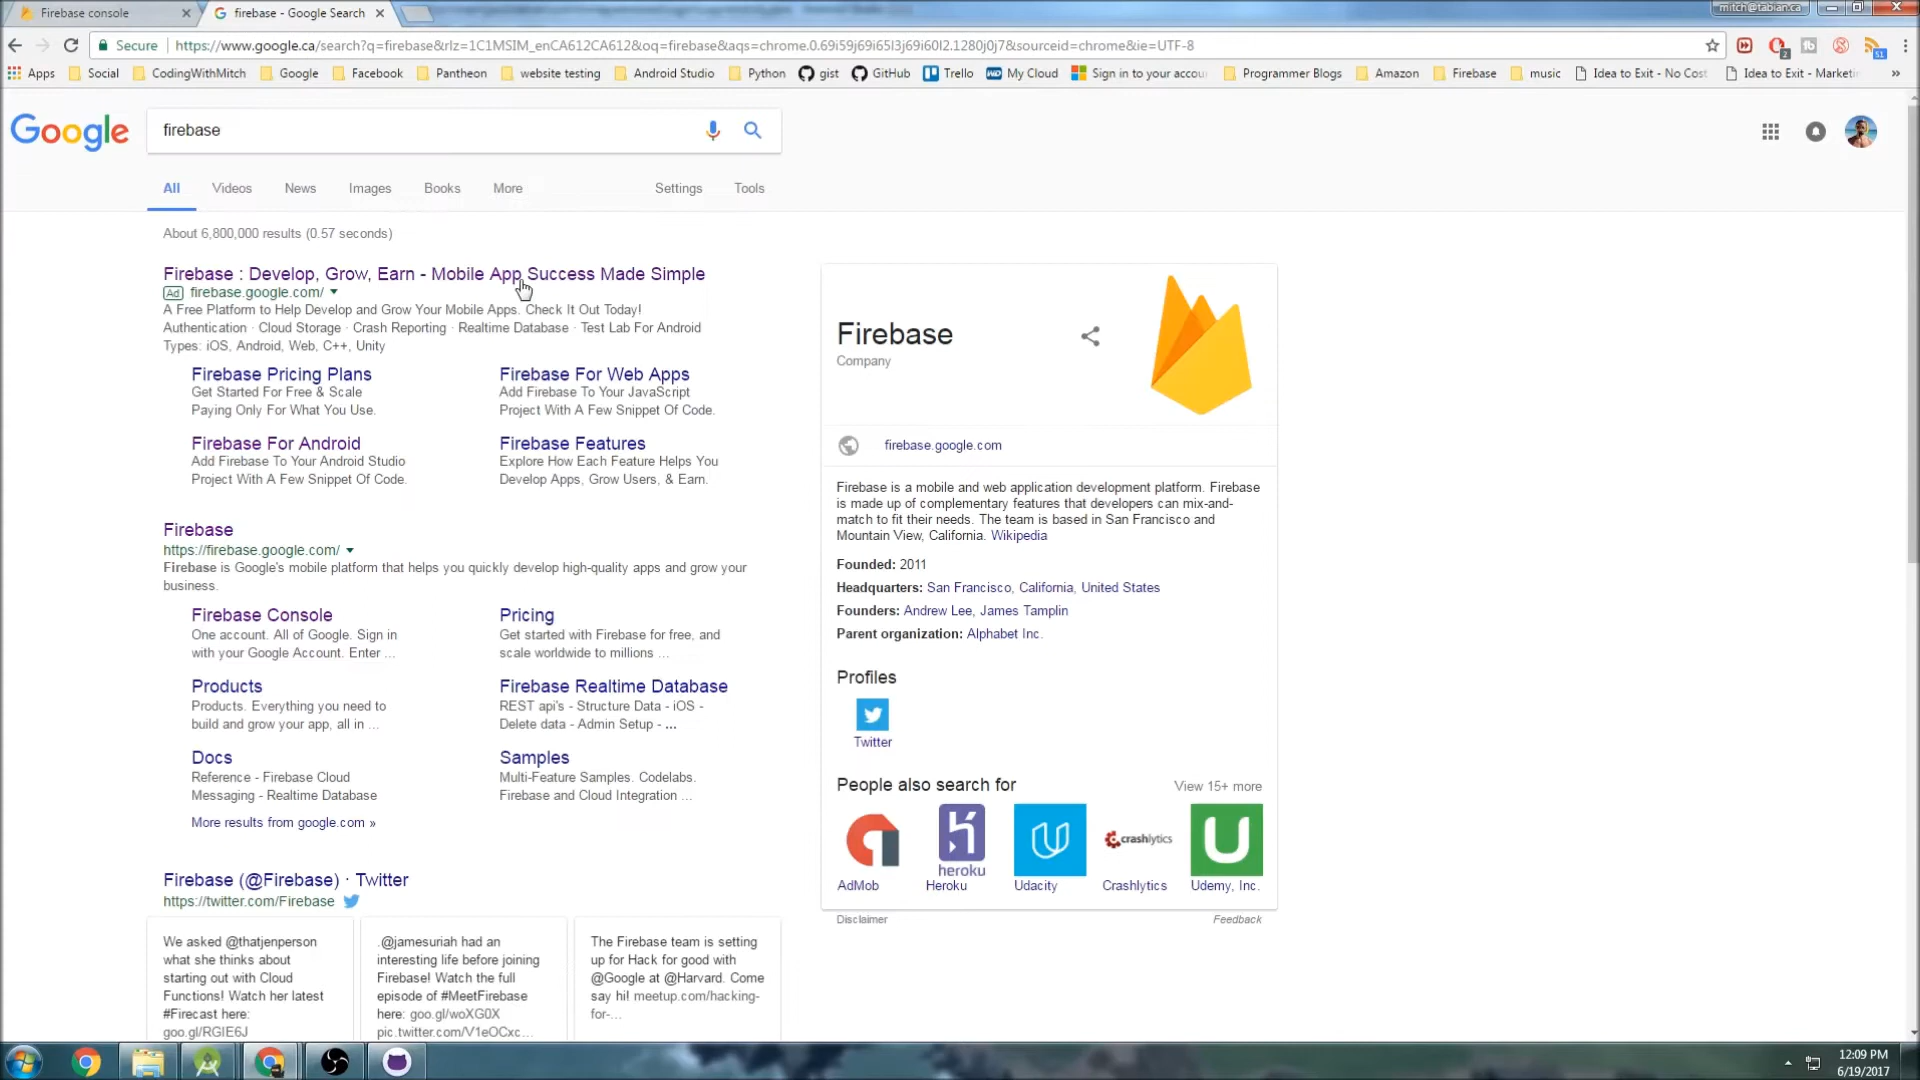 Firebase console
firebase - Google Search
mitch@tabian.ca
Secure
https://www.google.ca/search?q=firebase&rlz=1C1MSIM_enCA612CA612&oq=firebase&aqs=chrome.0.69i59j69i65l3j69i60l2.1280j0j7&sourceid=chrome&ie=UTF-8
Apps Social CodingWithMitch Google Facebook Pantheon website testing Android Studio Python gist GitHub Trello WD My Cloud Sign in to your accou Programmer Blogs Amazon Firebase music Idea to Exit - No Cost Idea to Exit - Marketi »
Google
firebase
All Videos News Images Books More Settings Tools
About 6,800,000 results (0.57 seconds)
Firebase : Develop, Grow, Earn - Mobile App Success Made Simple
Ad firebase.google.com/
A Free Platform to Help Develop and Grow Your Mobile Apps. Check It Out Today!
Authentication · Cloud Storage · Crash Reporting · Realtime Database · Test Lab For Android
Types: iOS, Android, Web, C++, Unity
Firebase Pricing Plans
Get Started For Free & Scale
Paying Only For What You Use.
Firebase For Web Apps
Add Firebase To Your JavaScript
Project With A Few Snippet Of Code.
Firebase For Android
Add Firebase To Your Android Studio
Project With A Few Snippet Of Code.
Firebase Features
Explore How Each Feature Helps You
Develop Apps, Grow Users, & Earn.
Firebase
https://firebase.google.com/
Firebase is Google's mobile platform that helps you quickly develop high-quality apps and grow your
business.
Firebase Console
One account. All of Google. Sign in
with your Google Account. Enter ...
Pricing
Get started with Firebase for free, and
scale worldwide to millions ...
Products
Products. Everything you need to
build and grow your app, all in ...
Firebase Realtime Database
REST api's - Structure Data - iOS -
Delete data - Admin Setup - ...
Docs
Reference - Firebase Cloud
Messaging - Realtime Database
Samples
Multi-Feature Samples. Codelabs.
Firebase and Cloud Integration ...
More results from google.com »
Firebase (@Firebase) · Twitter
https://twitter.com/Firebase
We asked @thatjenperson
what she thinks about
starting out with Cloud
Functions! Watch her latest
#Firecast here:
goo.gl/RGIE6J
.@jamesuriah had an
interesting life before joining
Firebase! Watch the full
episode of #MeetFirebase
here: goo.gl/woXG0X
pic.twitter.com/V1eOCxc...
The Firebase team is setting
up for Hack for good with
@Google at @Harvard. Come
say hi! meetup.com/hacking-
for-...
Firebase
Company
firebase.google.com
Firebase is a mobile and web application development platform. Firebase
is made up of complementary features that developers can mix-and-
match to fit their needs. The team is based in San Francisco and
Mountain View, California. Wikipedia
Founded: 2011
Headquarters: San Francisco, California, United States
Founders: Andrew Lee, James Tamplin
Parent organization: Alphabet Inc.
Profiles
Twitter
People also search for
View 15+ more
heroku
crashlytics
AdMob Heroku Udacity Crashlytics Udemy, Inc.
Disclaimer
Feedback
12:09 PM
6/19/2017